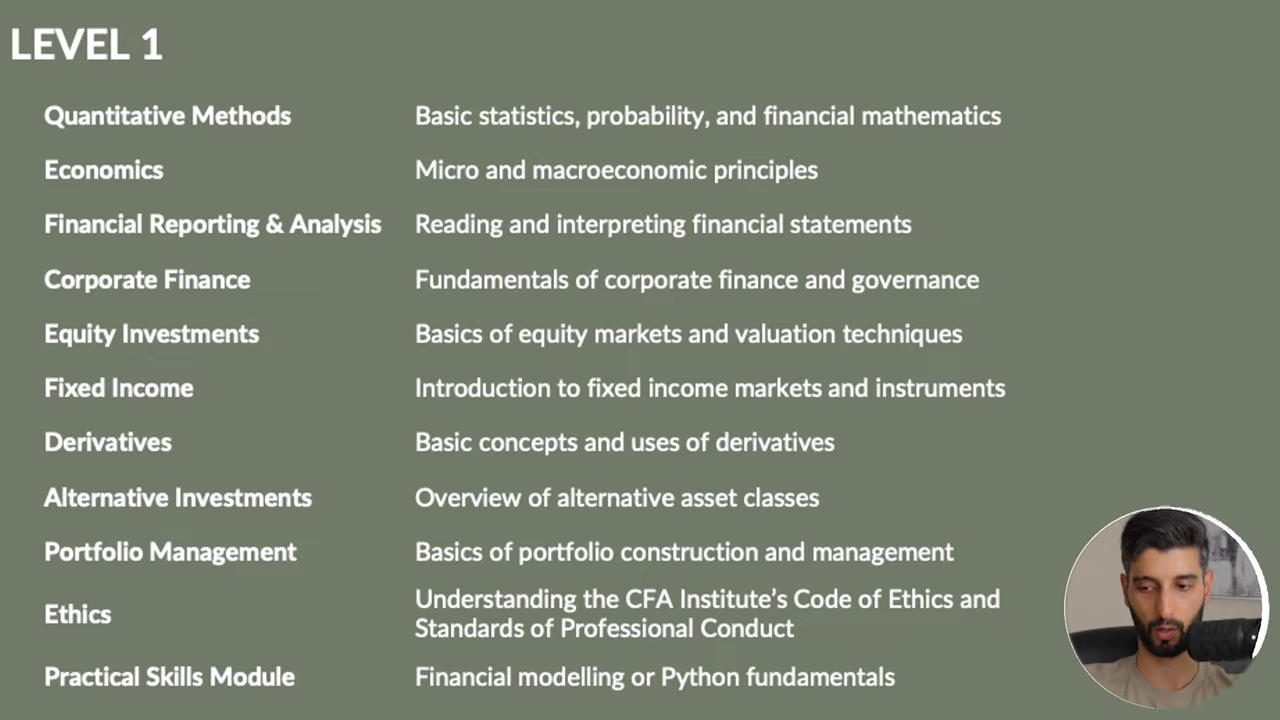 LEVEL 1
Quantitative Methods Basic statistics, probability, and financial mathematics
Economics Micro and macroeconomic principles
Financial Reporting & Analysis Reading and interpreting financial statements
Corporate Finance Fundamentals of corporate finance and governance
Equity Investments Basics of equity markets and valuation techniques
Fixed Income Introduction to fixed income markets and instruments
Derivatives Basic concepts and uses of derivatives
Alternative Investments Overview of alternative asset classes
Portfolio Management Basics of portfolio construction and management
Ethics Understanding the CFA Institute’s Code of Ethics and
Standards of Professional Conduct
Practical Skills Module Financial modelling or Python fundamentals